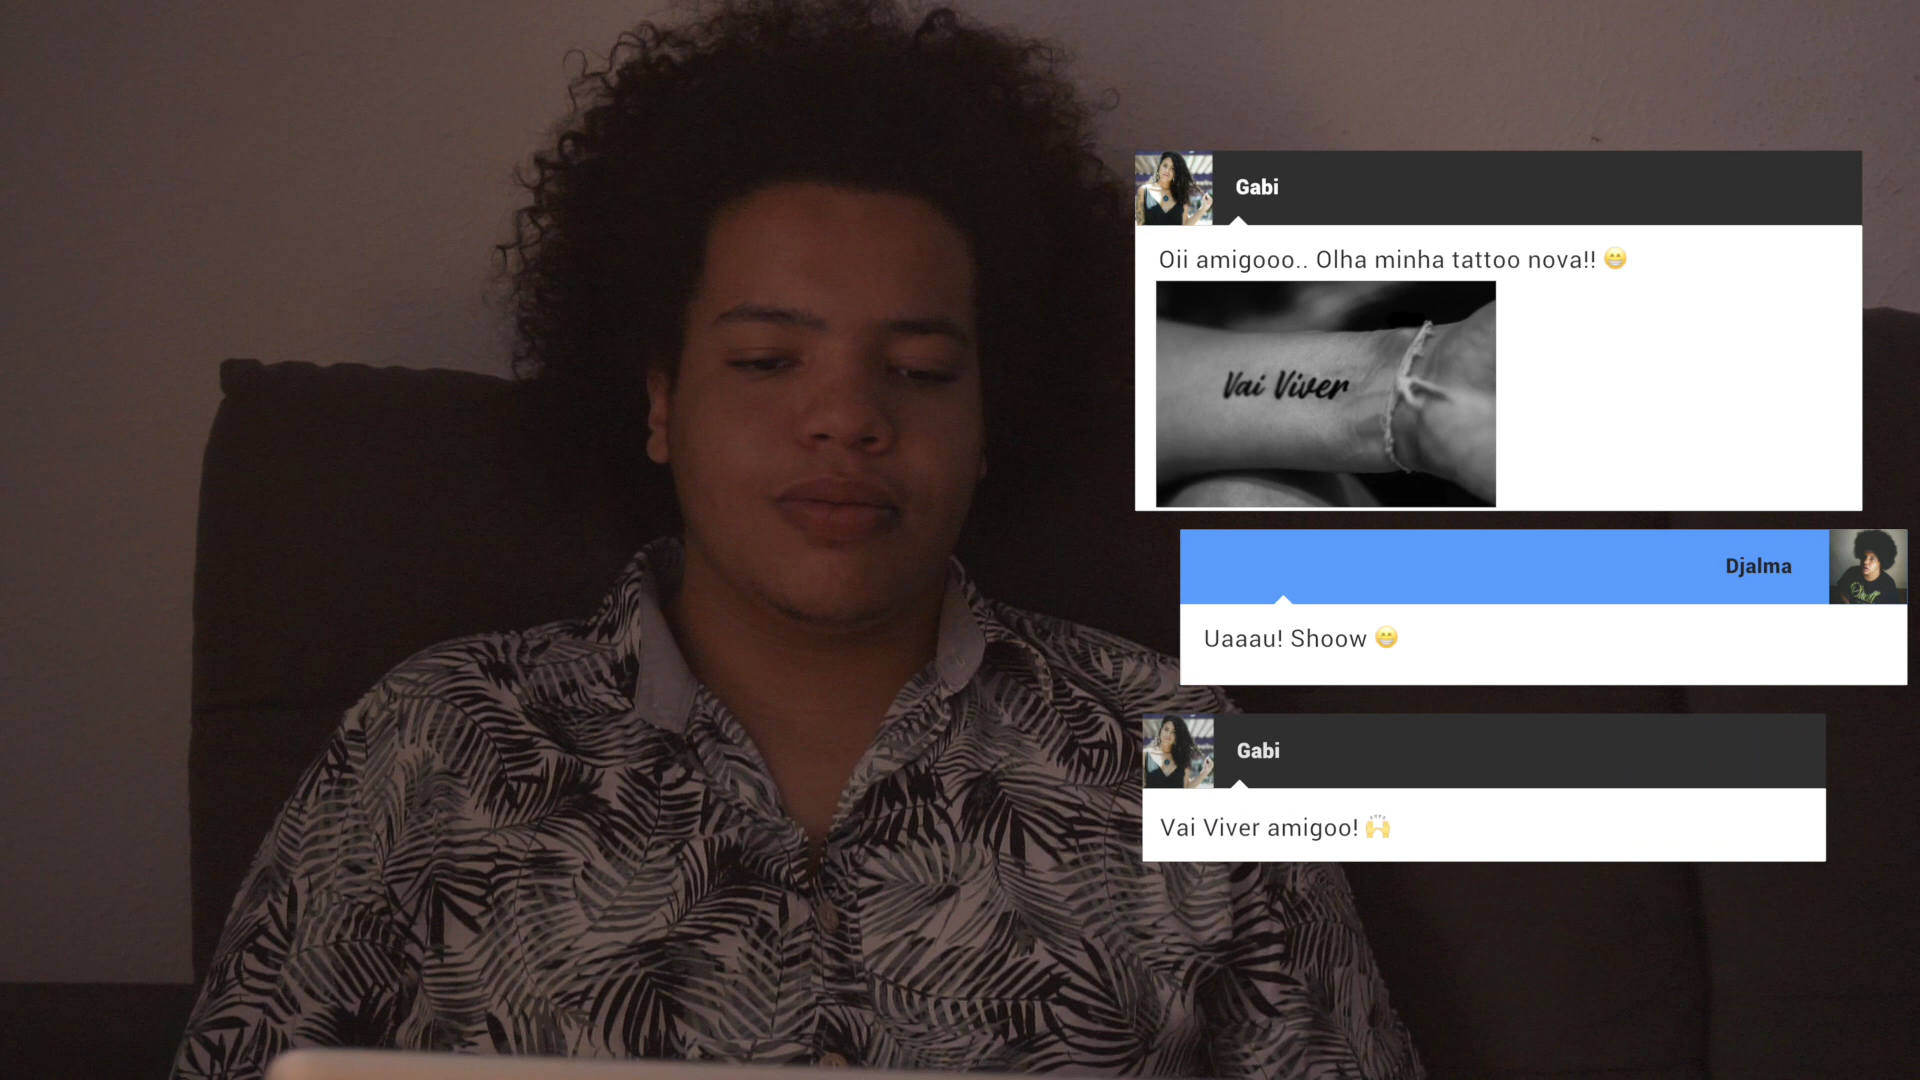 Gabi
Oii amigooo.. Olha minha tattoo nova!! 😁
Vai Viver
Djalma
Uaaau! Shoow 😁
Gabi
Vai Viver amigoo! 🙌